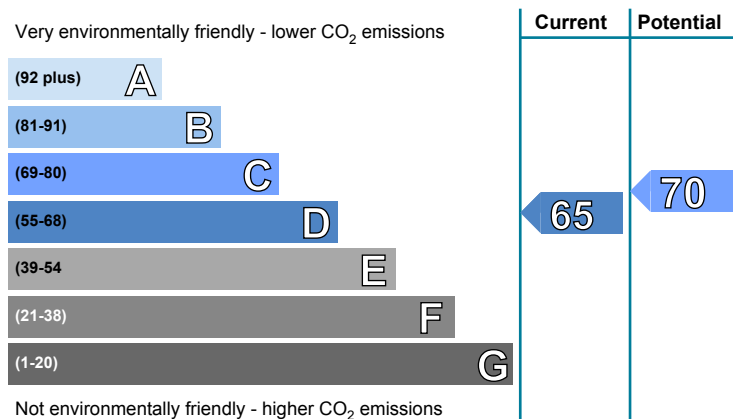 Current Potential
Very environmentally friendly - lower CO₂ emissions
(92 plus) A
(81-91) B
(69-80) C
(55-68) D
65
70
(39-54 E
(21-38) F
(1-20) G
Not environmentally friendly - higher CO₂ emissions